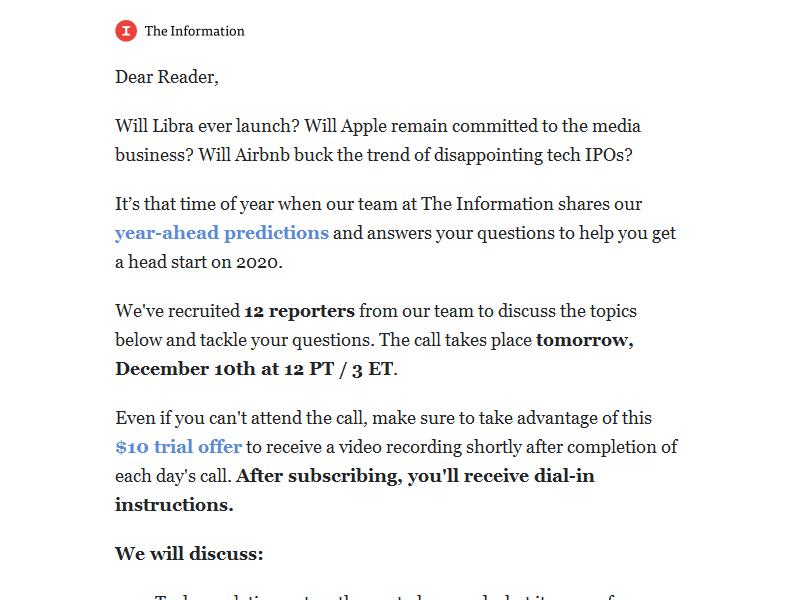 The Information
Dear Reader,
Will Libra ever launch? Will Apple remain committed to the media
business? Will Airbnb buck the trend of disappointing tech IPOs?
It’s that time of year when our team at The Information shares our
year-ahead predictions and answers your questions to help you get
a head start on 2020.
We've recruited 12 reporters from our team to discuss the topics
below and tackle your questions. The call takes place tomorrow,
December 10th at 12 PT / 3 ET.
Even if you can't attend the call, make sure to take advantage of this
$10 trial offer to receive a video recording shortly after completion of
each day's call. After subscribing, you'll receive dial-in
instructions.
We will discuss: